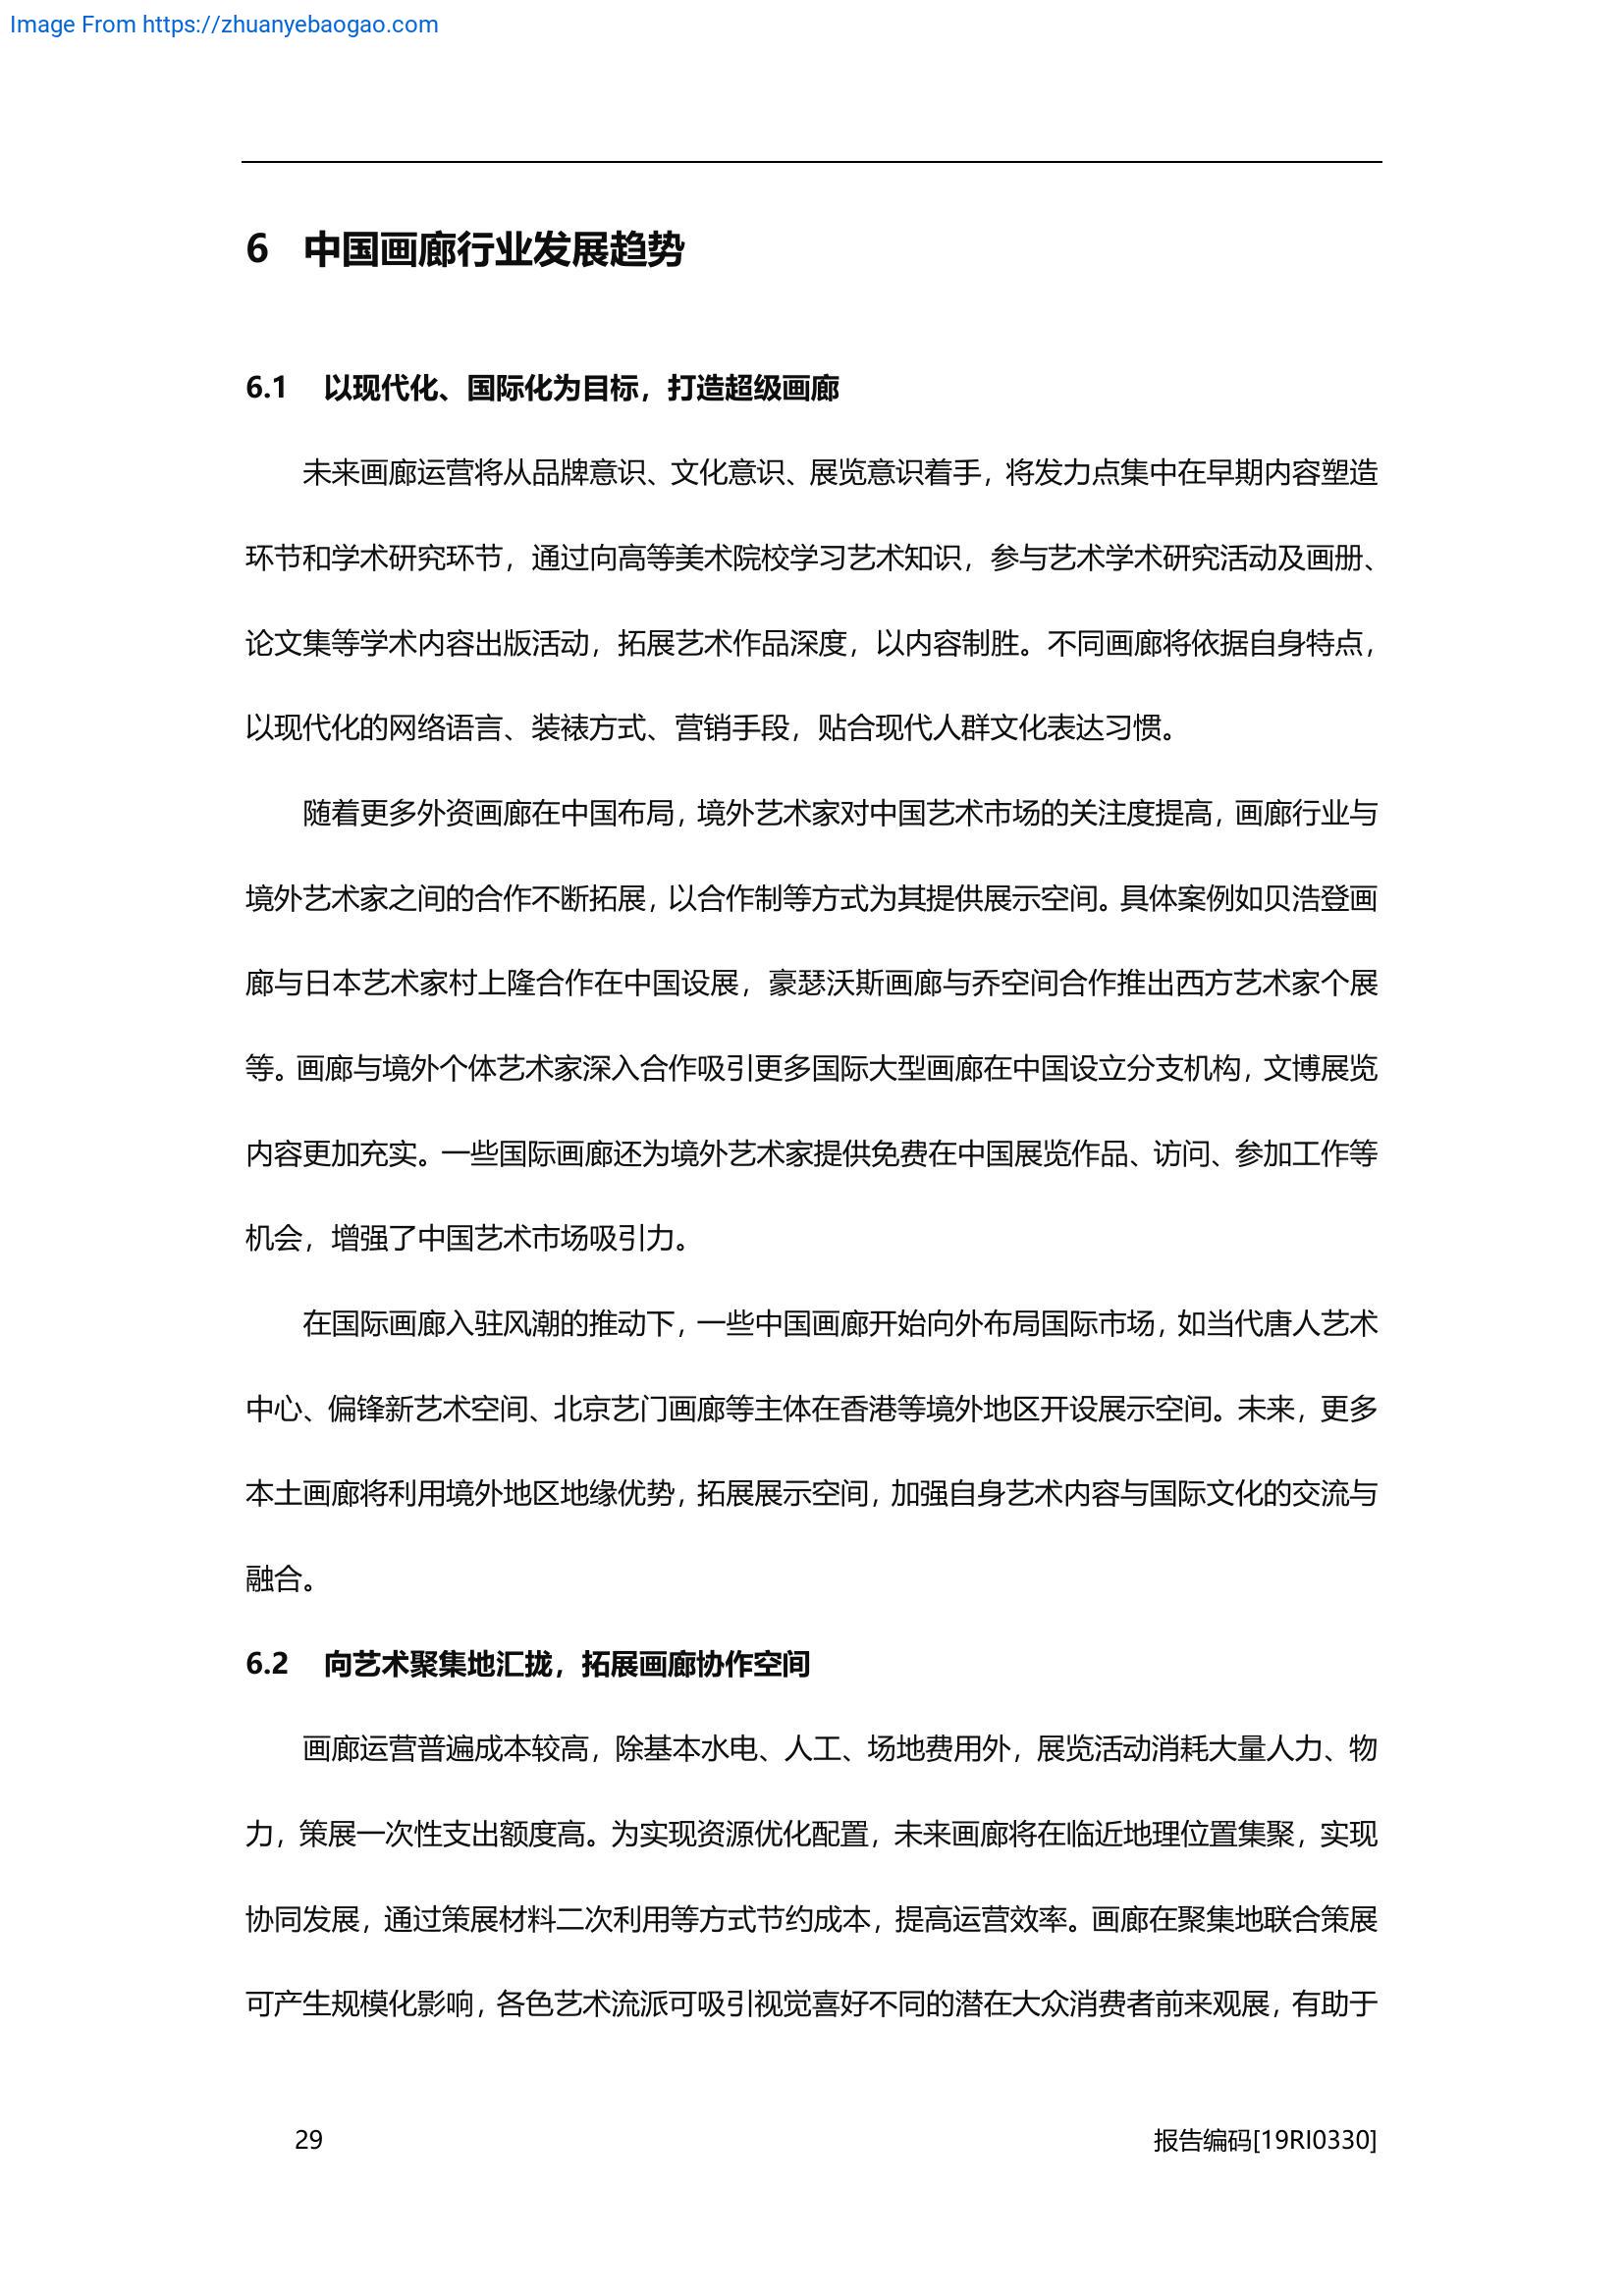 Image From https://zhuanyebaogao.com
6 中国画廊行业发展趋势
6.1 以现代化、国际化为目标，打造超级画廊
未来画廊运营将从品牌意识、文化意识、展览意识着手，将发力点集中在早期内容塑造
环节和学术研究环节，通过向高等美术院校学习艺术知识，参与艺术学术研究活动及画册、
论文集等学术内容出版活动，拓展艺术作品深度，以内容制胜。不同画廊将依据自身特点，
以现代化的网络语言、装裱方式、营销手段，贴合现代人群文化表达习惯。
随着更多外资画廊在中国布局，境外艺术家对中国艺术市场的关注度提高，画廊行业与
境外艺术家之间的合作不断拓展，以合作制等方式为其提供展示空间。具体案例如贝浩登画
廊与日本艺术家村上隆合作在中国设展，豪瑟沃斯画廊与乔空间合作推出西方艺术家个展
等。画廊与境外个体艺术家深入合作吸引更多国际大型画廊在中国设立分支机构，文博展览
内容更加充实。一些国际画廊还为境外艺术家提供免费在中国展览作品、访问、参加工作等
机会，增强了中国艺术市场吸引力。
在国际画廊入驻风潮的推动下，一些中国画廊开始向外布局国际市场，如当代唐人艺术
中心、偏锋新艺术空间、北京艺门画廊等主体在香港等境外地区开设展示空间。未来，更多
本土画廊将利用境外地区地缘优势，拓展展示空间，加强自身艺术内容与国际文化的交流与
融合。
6.2 向艺术聚集地汇拢，拓展画廊协作空间
画廊运营普遍成本较高，除基本水电、人工、场地费用外，展览活动消耗大量人力、物
力，策展一次性支出额度高。为实现资源优化配置，未来画廊将在临近地理位置集聚，实现
协同发展，通过策展材料二次利用等方式节约成本，提高运营效率。画廊在聚集地联合策展
可产生规模化影响，各色艺术流派可吸引视觉喜好不同的潜在大众消费者前来观展，有助于
29 报告编码[19RI0330]